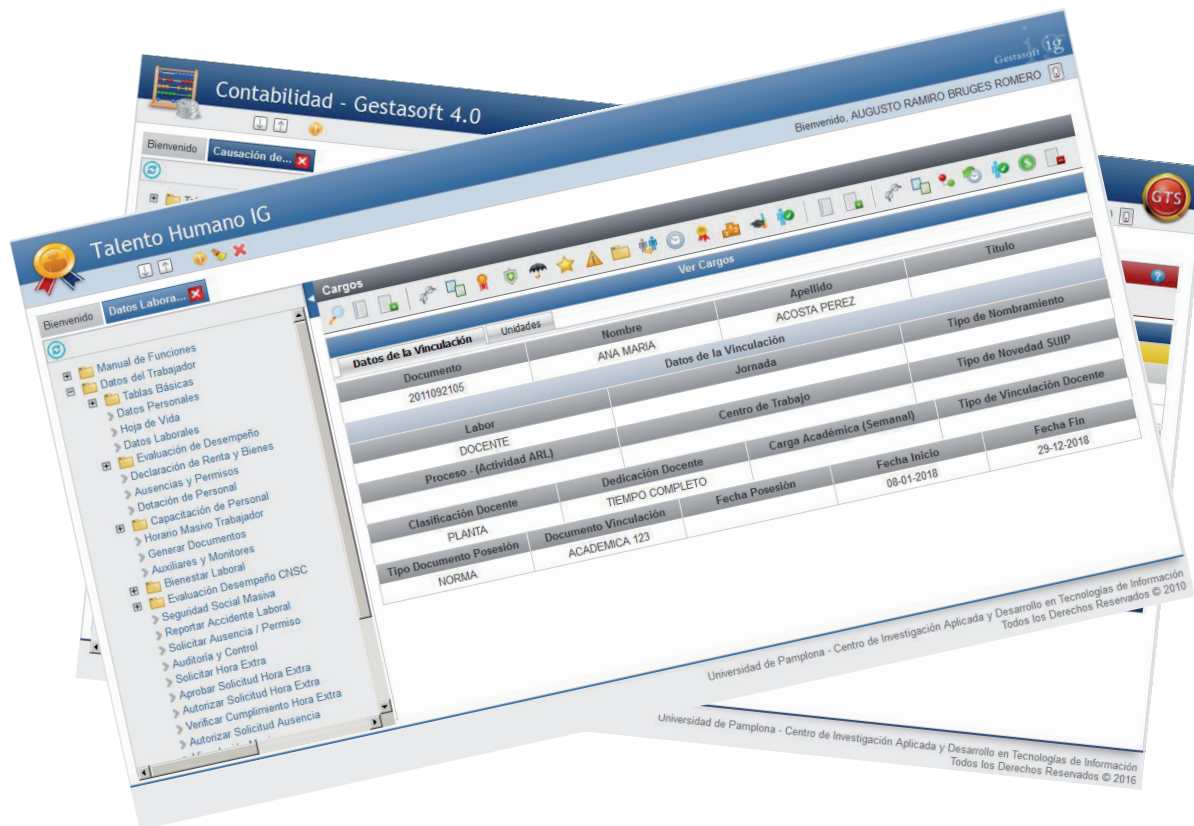 Contabilidad - Gestasoft 4.0
Bienvenido
Causación de...
GTS
Gestasoft ig
Bienvenido, AUGUSTO RAMIRO BRUGES ROMERO
Talento Humano IG
Bienvenido
Datos Labora...
Manual de Funciones
Datos del Trabajador
Tablas Básicas
Datos Personales
Hoja de Vida
Datos Laborales
Evaluación de Desempeño
Declaración de Renta y Bienes
Ausencias y Permisos
Dotación de Personal
Capacitación de Personal
Horario Masivo Trabajador
Generar Documentos
Auxiliares y Monitores
Bienestar Laboral
Evaluación Desempeño CNSC
Seguridad Social Masiva
Reportar Accidente Laboral
Solicitar Ausencia / Permiso
Auditoría y Control
Solicitar Hora Extra
Aprobar Solicitud Hora Extra
Autorizar Solicitud Hora Extra
Verificar Cumplimiento Hora Extra
Autorizar Solicitud Ausencia
Cargos
Ver Cargos
Datos de la Vinculación Unidades
Documento Nombre Apellido Título
2011092105 ANA MARIA ACOSTA PEREZ
Datos de la Vinculación
Labor Jornada Tipo de Nombramiento
DOCENTE
Proceso - (Actividad ARL) Centro de Trabajo Tipo de Novedad SUIP
Clasificación Docente Dedicación Docente Carga Académica (Semanal) Tipo de Vinculación Docente
PLANTA TIEMPO COMPLETO
Tipo Documento Posesión Documento Vinculación Fecha Posesión Fecha Inicio Fecha Fin
NORMA ACADEMICA 123 08-01-2018 29-12-2018
Universidad de Pamplona - Centro de Investigación Aplicada y Desarrollo en Tecnologías de Información
Todos los Derechos Reservados © 2010
Universidad de Pamplona - Centro de Investigación Aplicada y Desarrollo en Tecnologías de Información
Todos los Derechos Reservados © 2016